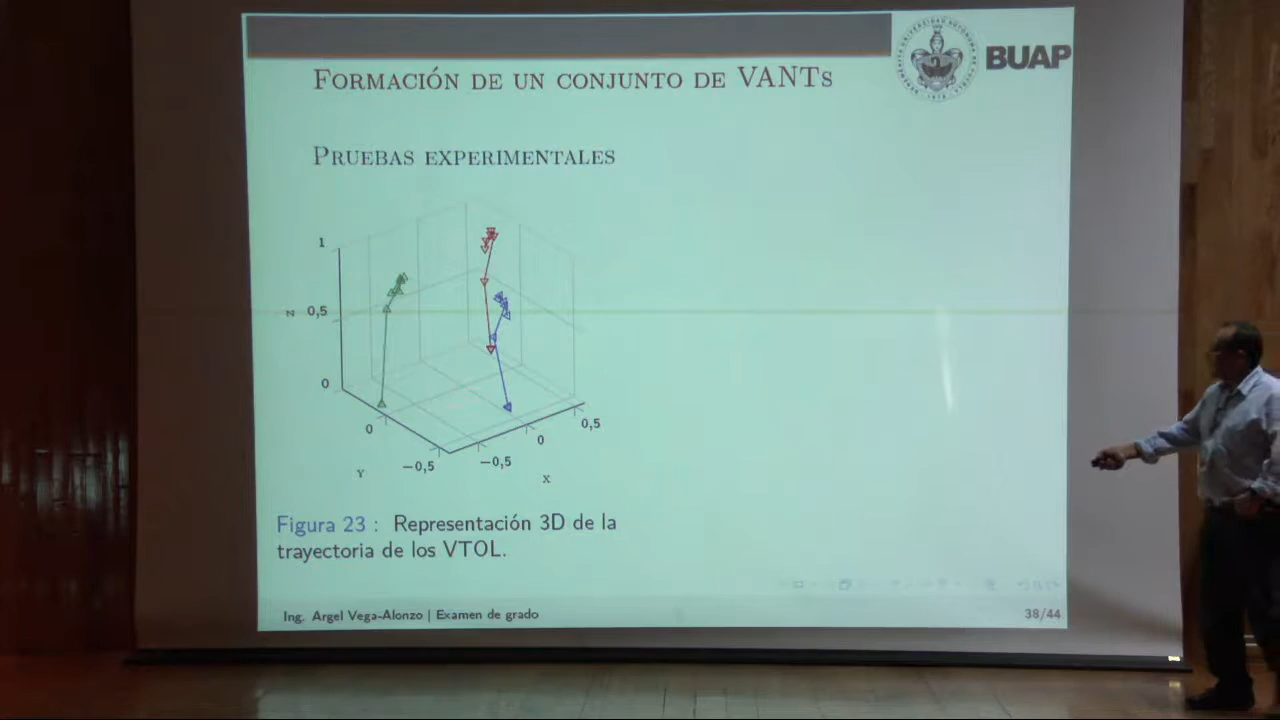 BUAP
Formación de un conjunto de VANTs
Pruebas experimentales
1
Z 0,5
0
0
−0,5
−0,5
0
0,5
Y
X
Figura 23 : Representación 3D de la
trayectoria de los VTOL.
Ing. Argel Vega-Alonzo | Examen de grado
38/44